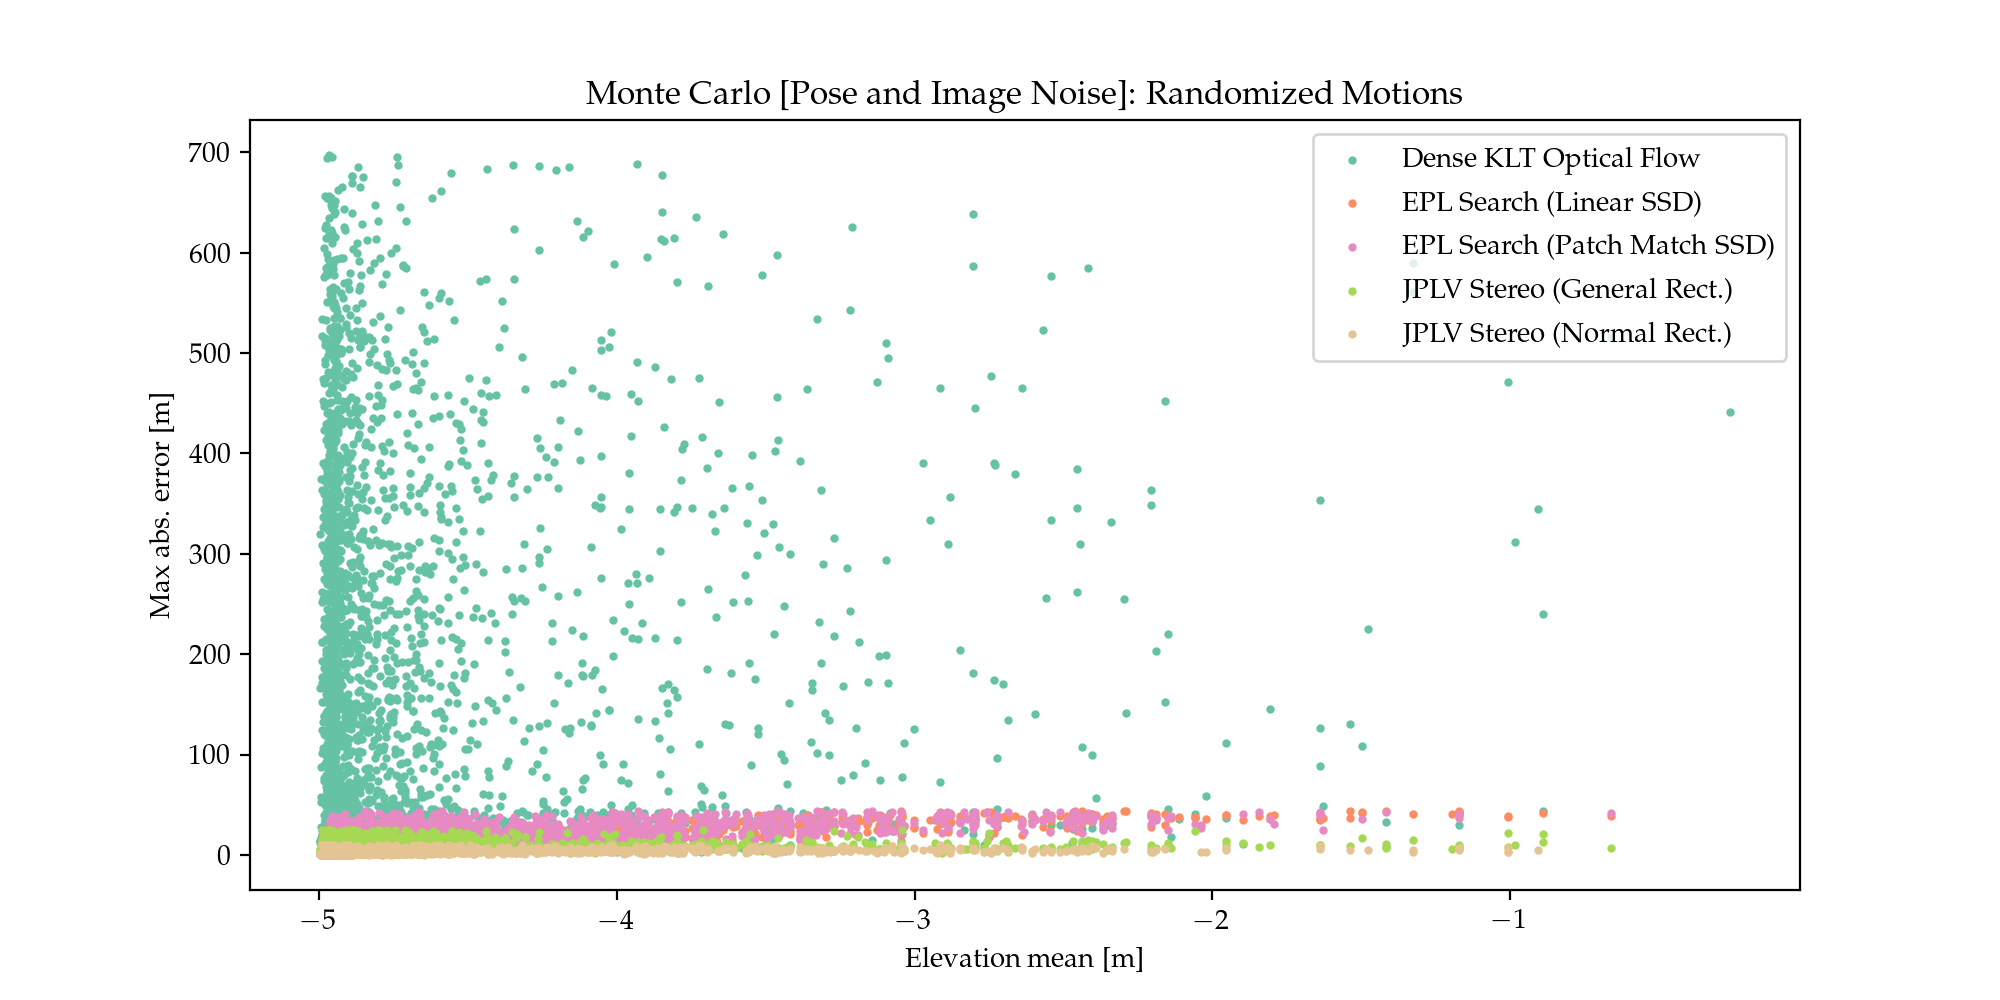 Monte Carlo [Pose and Image Noise]: Randomized Motions
Dense KLT Optical Flow
EPL Search (Linear SSD)
EPL Search (Patch Match SSD)
JPLV Stereo (General Rect.)
JPLV Stereo (Normal Rect.)
Max abs. error [m]
700
600
500
400
300
200
100
0
−5 −4 −3 −2 −1
Elevation mean [m]